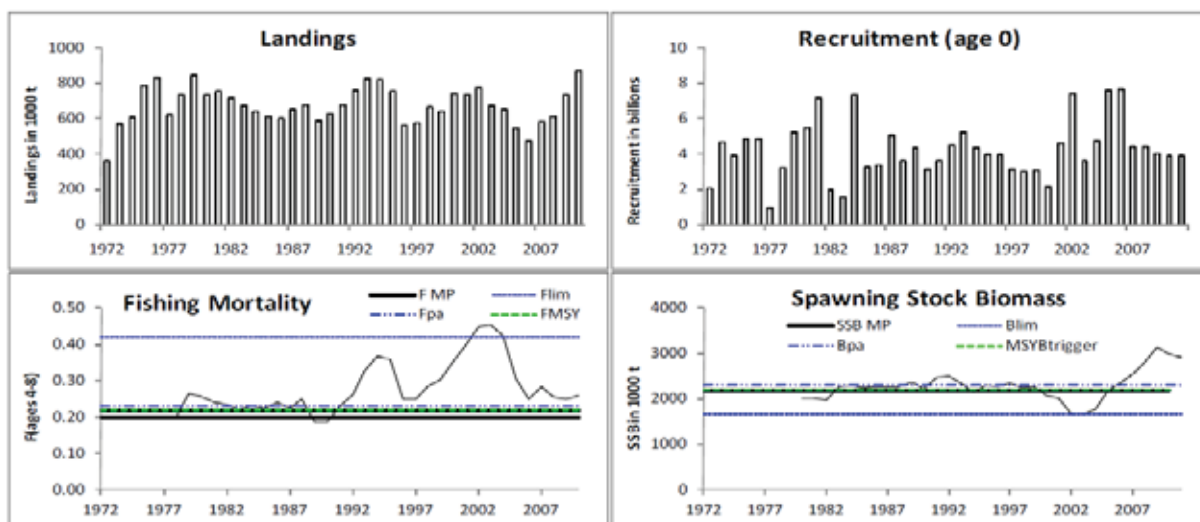 Landings
Landings in 1000 t
1000
800
600
400
200
0
1972 1977 1982 1987 1992 1997 2002 2007
Recruitment (age 0)
Recruitment in billions
10
8
6
4
2
0
1972 1977 1982 1987 1992 1997 2002 2007
Fishing Mortality
F MP Flim
Fpa FMSY
F(ages 4-8)
0.50
0.40
0.30
0.20
0.10
0.00
1972 1977 1982 1987 1992 1997 2002 2007
Spawning Stock Biomass
SSB MP Blim
Bpa MSYBtrigger
SSB in 1000 t
4000
3000
2000
1000
0
1972 1977 1982 1987 1992 1997 2002 2007